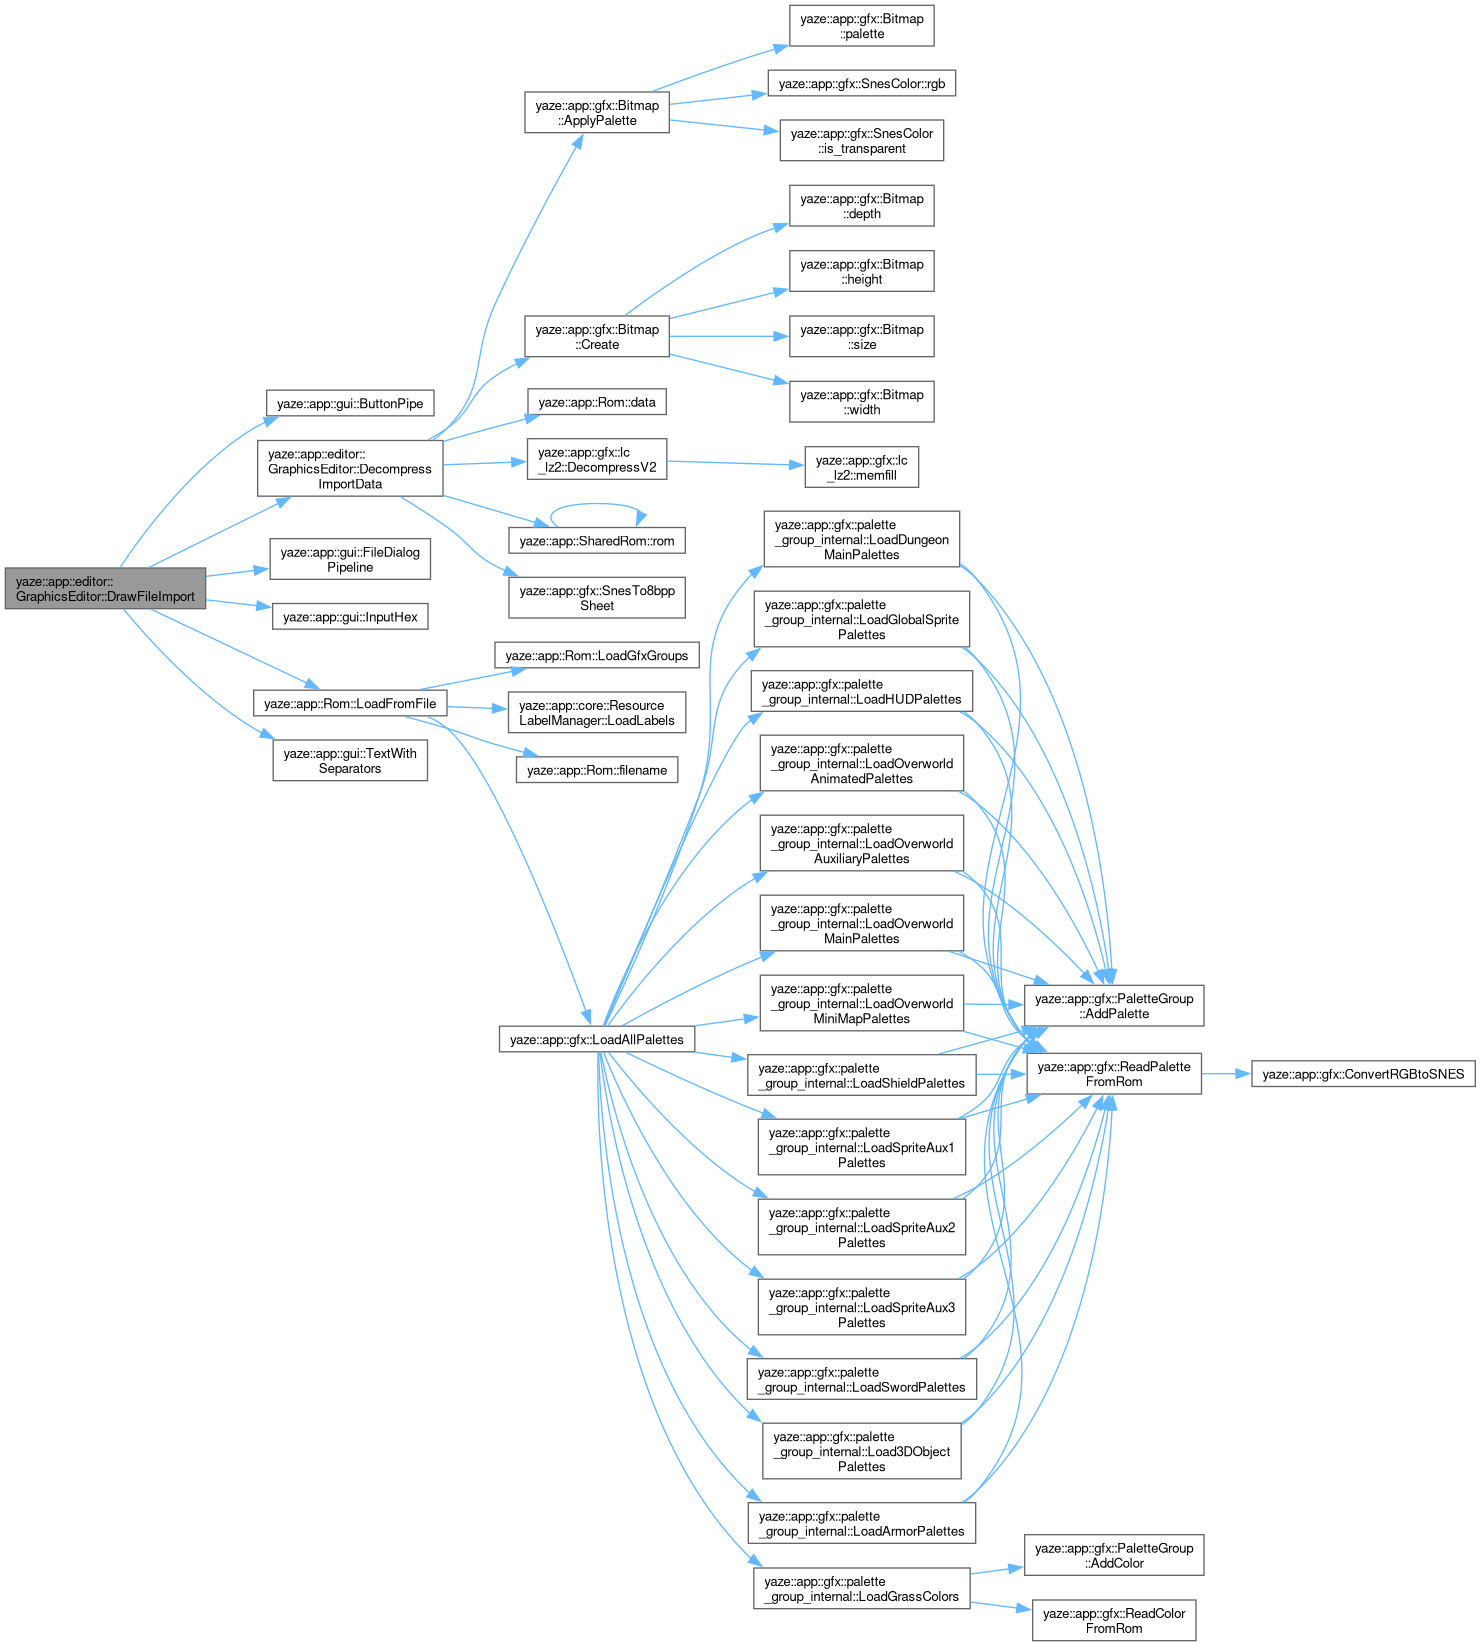 yaze::app::gfx::Bitmap
::palette
yaze::app::gfx::SnesColor::rgb
yaze::app::gfx::Bitmap
::ApplyPalette
yaze::app::gfx::SnesColor
::is_transparent
yaze::app::gfx::Bitmap
::depth
yaze::app::gfx::Bitmap
::height
yaze::app::gfx::Bitmap
::Create
yaze::app::gfx::Bitmap
::size
yaze::app::gfx::Bitmap
::width
yaze::app::gui::ButtonPipe
yaze::app::Rom::data
yaze::app::editor::
GraphicsEditor::Decompress
ImportData
yaze::app::gfx::lc
_lz2::DecompressV2
yaze::app::gfx::lc
_lz2::memfill
yaze::app::SharedRom::rom
yaze::app::gui::FileDialog
Pipeline
yaze::app::gfx::SnesTo8bpp
Sheet
yaze::app::editor::
GraphicsEditor::DrawFileImport
yaze::app::gui::InputHex
yaze::app::Rom::LoadGfxGroups
yaze::app::Rom::LoadFromFile
yaze::app::core::Resource
LabelManager::LoadLabels
yaze::app::gui::TextWith
Separators
yaze::app::Rom::filename
yaze::app::gfx::LoadAllPalettes
yaze::app::gfx::palette
_group_internal::LoadDungeon
MainPalettes
yaze::app::gfx::palette
_group_internal::LoadGlobalSprite
Palettes
yaze::app::gfx::palette
_group_internal::LoadHUDPalettes
yaze::app::gfx::palette
_group_internal::LoadOverworld
AnimatedPalettes
yaze::app::gfx::palette
_group_internal::LoadOverworld
AuxiliaryPalettes
yaze::app::gfx::palette
_group_internal::LoadOverworld
MainPalettes
yaze::app::gfx::palette
_group_internal::LoadOverworld
MiniMapPalettes
yaze::app::gfx::palette
_group_internal::LoadShieldPalettes
yaze::app::gfx::palette
_group_internal::LoadSpriteAux1
Palettes
yaze::app::gfx::palette
_group_internal::LoadSpriteAux2
Palettes
yaze::app::gfx::palette
_group_internal::LoadSpriteAux3
Palettes
yaze::app::gfx::palette
_group_internal::LoadSwordPalettes
yaze::app::gfx::palette
_group_internal::Load3DObject
Palettes
yaze::app::gfx::palette
_group_internal::LoadArmorPalettes
yaze::app::gfx::palette
_group_internal::LoadGrassColors
yaze::app::gfx::PaletteGroup
::AddPalette
yaze::app::gfx::ReadPalette
FromRom
yaze::app::gfx::ConvertRGBtoSNES
yaze::app::gfx::PaletteGroup
::AddColor
yaze::app::gfx::ReadColor
FromRom